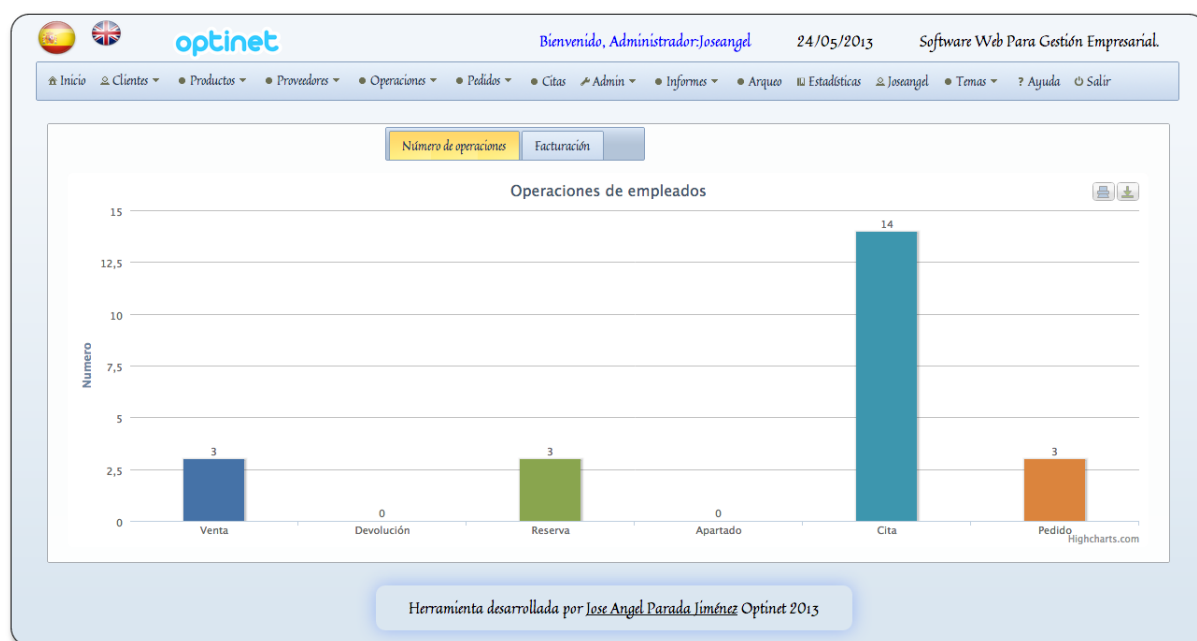 optinet
Bienvenido, Administrador:Joseangel
24/05/2013
Software Web Para Gestión Empresarial.
Inicio Clientes Productos Proveedores Operaciones Pedidos Citas Admin Informes Arqueo Estadísticas Joseangel Temas ? Ayuda Salir
Número de operaciones Facturación
Operaciones de empleados
Numero
15
12,5
10
7,5
5
2,5
0
3
0
3
0
14
3
Venta Devolución Reserva Apartado Cita Pedido
Highcharts.com
Herramienta desarrollada por Jose Angel Parada Jiménez Optinet 2013